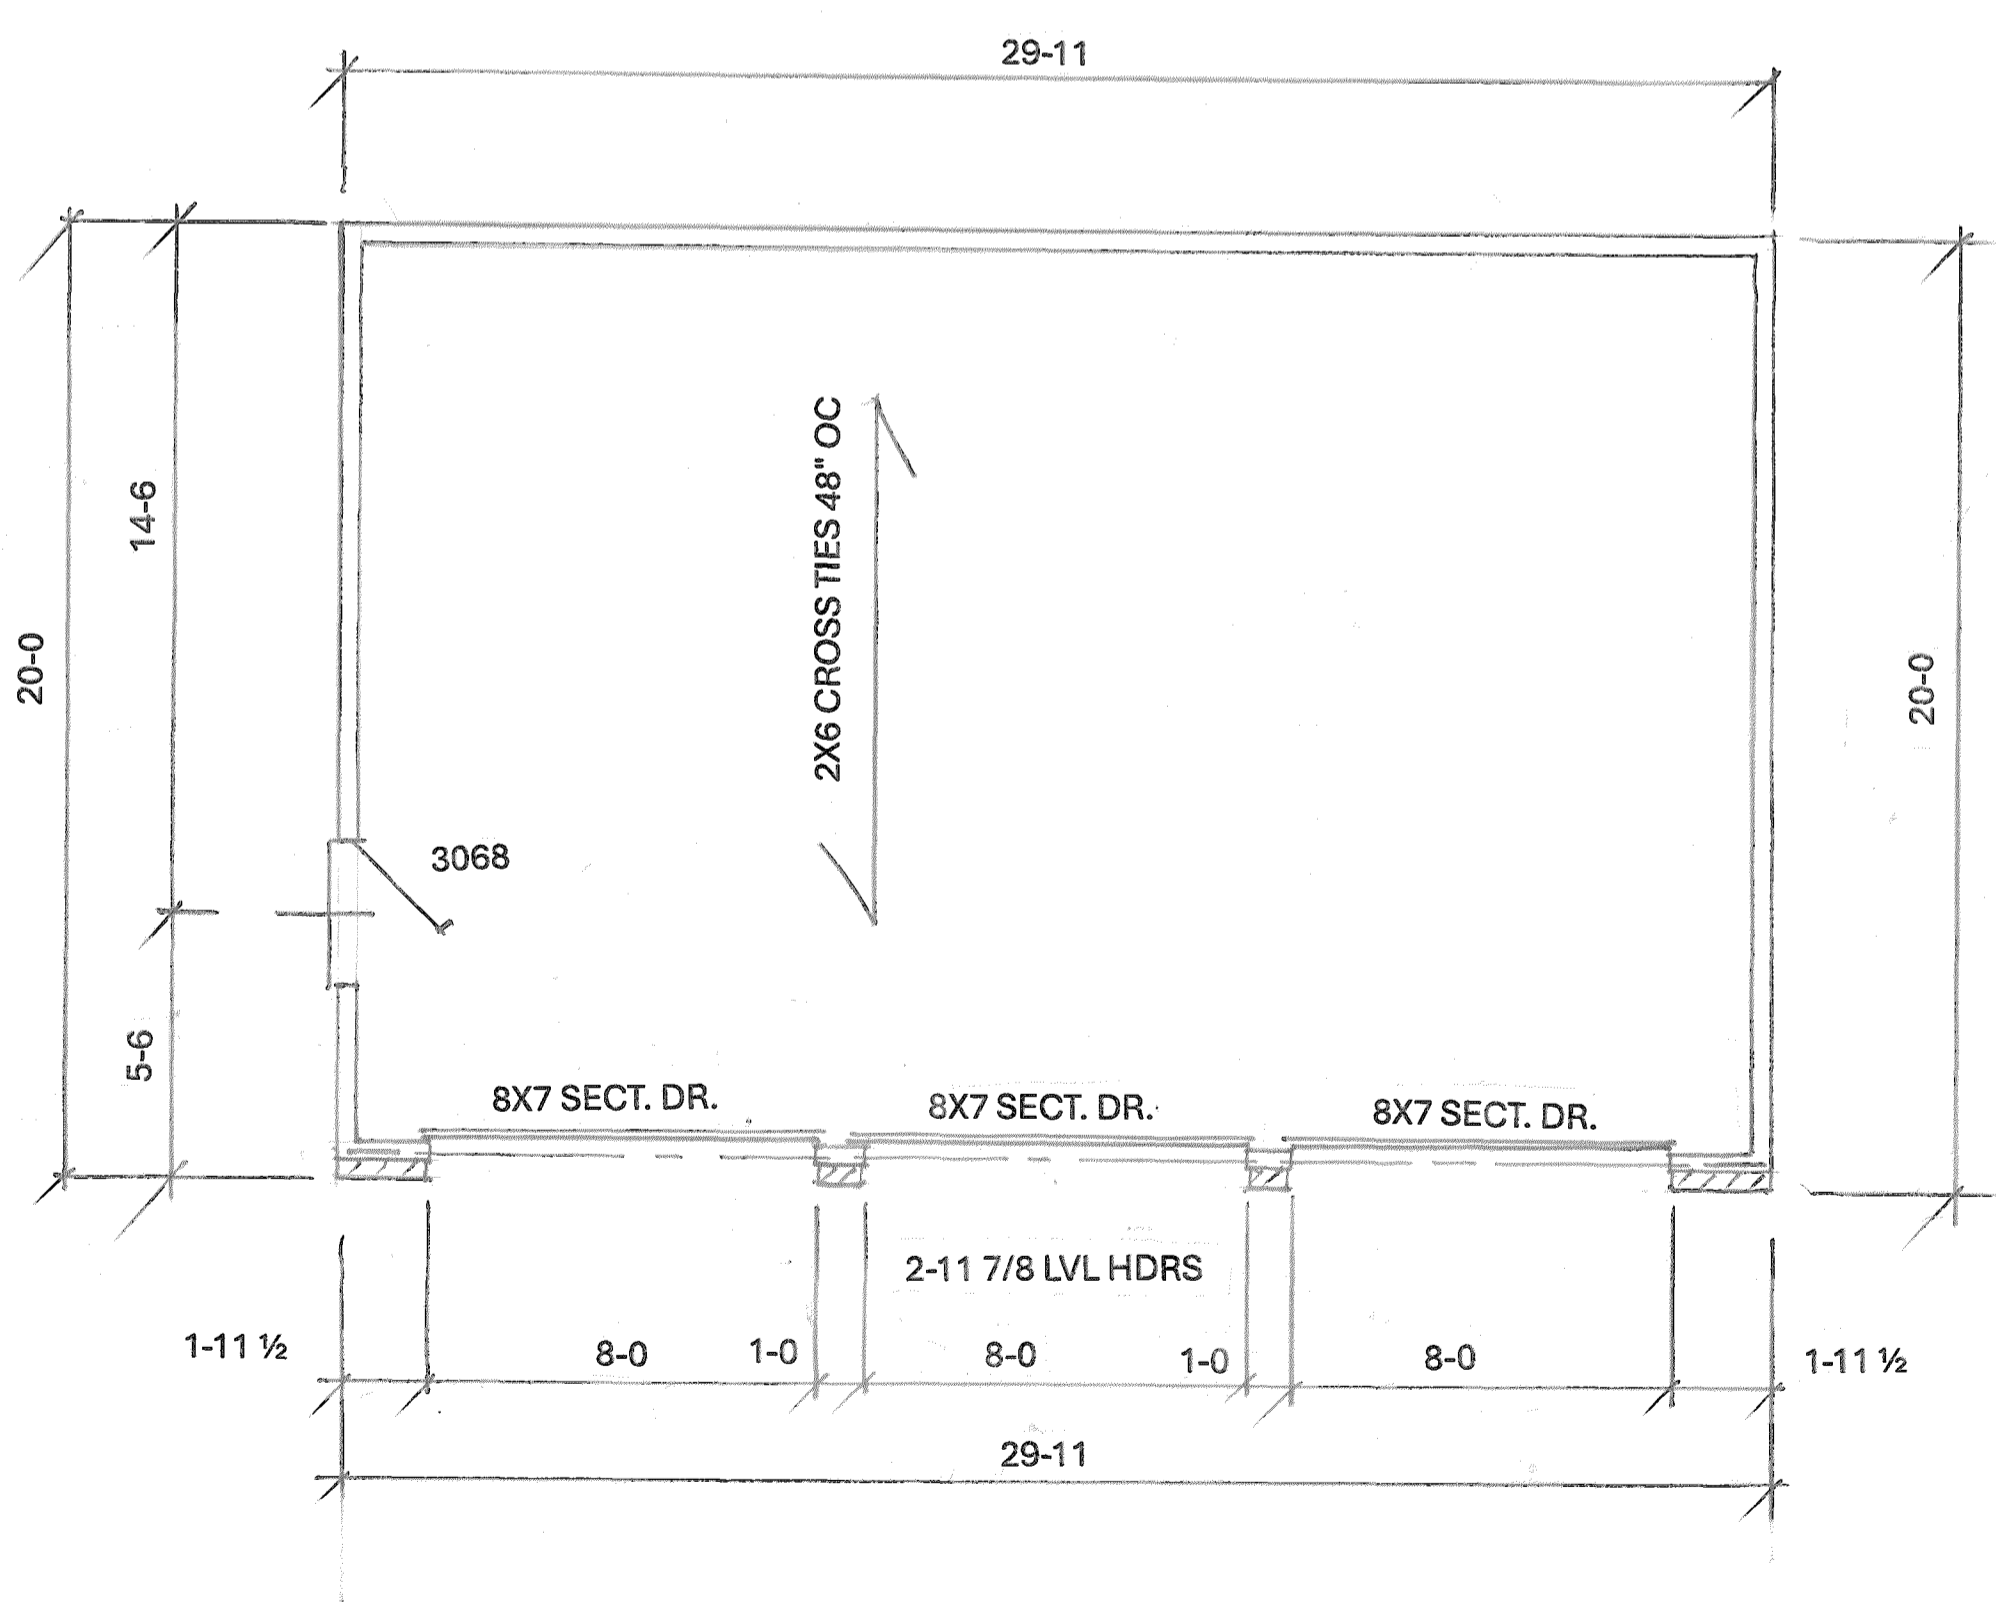 29-11
14-6
20-0
2X6 CROSS TIES 48" OC
20-0
3068
5-6
8X7 SECT. DR.
8X7 SECT. DR.
8X7 SECT. DR.
2-11 7/8 LVL HDRS
1-11 ½
8-0
1-0
8-0
1-0
8-0
1-11 ½
29-11